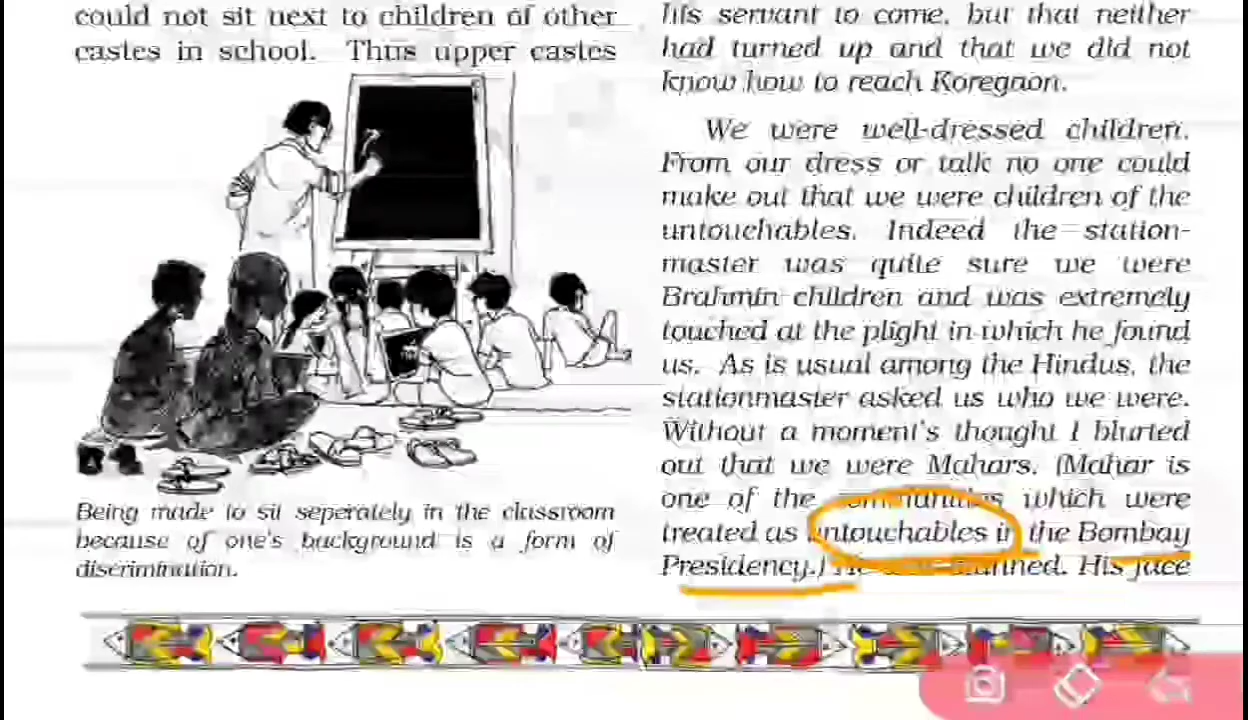 could not sit next to children of other
castes in school. Thus upper castes
Being made to sit seperately in the classroom
because of one's background is a form of
discrimination.
his servant to come, but that neither
had turned up and that we did not
know how to reach Koregaon.
We were well-dressed children.
From our dress or talk no one could
make out that we were children of the
untouchables. Indeed the station-
master was quite sure we were
Brahmin children and was extremely
touched at the plight in which he found
us. As is usual among the Hindus, the
stationmaster asked us who we were.
Without a moment's thought I blurted
out that we were Mahars. (Mahar is
one of the communities which were
treated as untouchables in the Bombay
Presidency.) He was stunned. His face